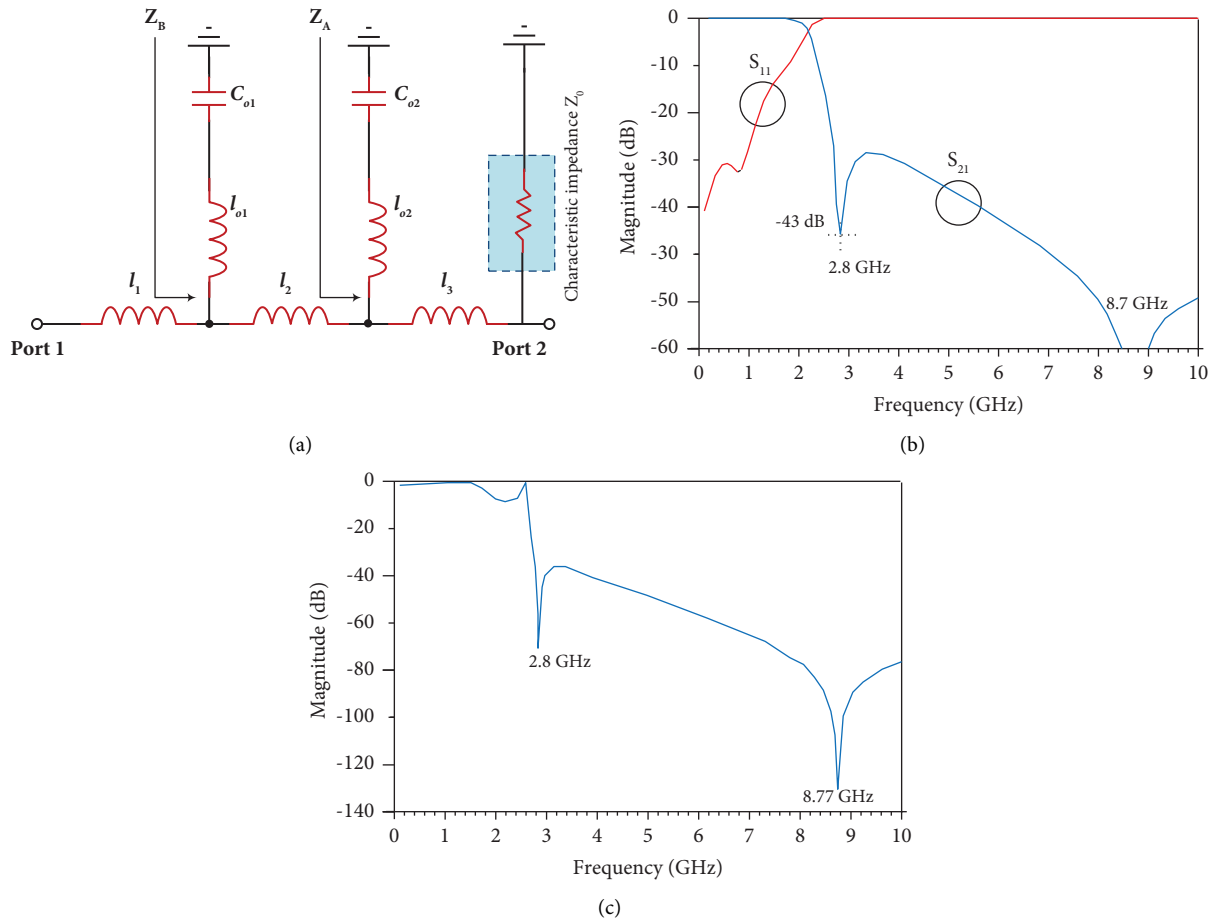 Z_B
Z_A
C_o1
C_o2
l_o1
l_o2
l_1
l_2
l_3
Characteristic impedance Z_0
Port 1
Port 2
(a)
Magnitude (dB)
0
-10
-20
-30
-40
-50
-60
S_11
S_21
-43 dB
2.8 GHz
8.7 GHz
0 1 2 3 4 5 6 7 8 9 10
Frequency (GHz)
(b)
Magnitude (dB)
0
-20
-40
-60
-80
-100
-120
-140
2.8 GHz
8.77 GHz
0 1 2 3 4 5 6 7 8 9 10
Frequency (GHz)
(c)